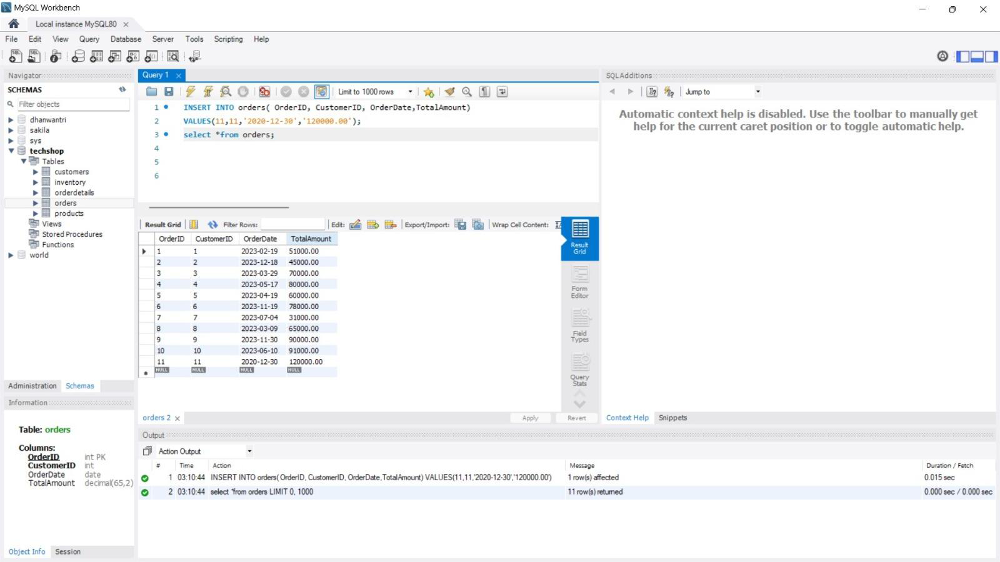 MySQL Workbench
Local instance MySQL80
File Edit View Query Database Server Tools Scripting Help
Navigator
SCHEMAS
Filter objects
dhanwantri
sakila
sys
techshop
Tables
customers
inventory
orderdetails
orders
products
Views
Stored Procedures
Functions
world
Administration Schemas
Information
Table: orders
Columns:
OrderID int PK
CustomerID int
OrderDate date
TotalAmount decimal(65,2)
Object Info Session
Query 1
Limit to 1000 rows
1 INSERT INTO orders( OrderID, CustomerID, OrderDate,TotalAmount)
2 VALUES(11,11,'2020-12-30','120000.00');
3 select *from orders;
4
5
6
Result Grid Filter Rows: Edit: Export/Import: Wrap Cell Content:
OrderID CustomerID OrderDate TotalAmount
1 1 2023-02-19 51000.00
2 2 2023-12-18 45000.00
3 3 2023-03-29 70000.00
4 4 2023-05-17 80000.00
5 5 2023-04-19 60000.00
6 6 2023-11-19 78000.00
7 7 2023-07-04 31000.00
8 8 2023-03-09 65000.00
9 9 2023-11-30 90000.00
10 10 2023-06-10 91000.00
11 11 2020-12-30 120000.00
NULL NULL NULL NULL
Result
Grid
Form
Editor
Field
Types
Query
Stats
orders 2 Apply Revert
SQLAdditions
Jump to
Automatic context help is disabled. Use the toolbar to manually get
help for the current caret position or to toggle automatic help.
Context Help Snippets
Output
Action Output
# Time Action Message Duration / Fetch
1 03:10:44 INSERT INTO orders( OrderID, CustomerID, OrderDate,TotalAmount) VALUES(11,11,'2020-12-30','120000.00') 1 row(s) affected 0.015 sec
2 03:10:44 select *from orders LIMIT 0, 1000 11 row(s) returned 0.000 sec / 0.000 sec